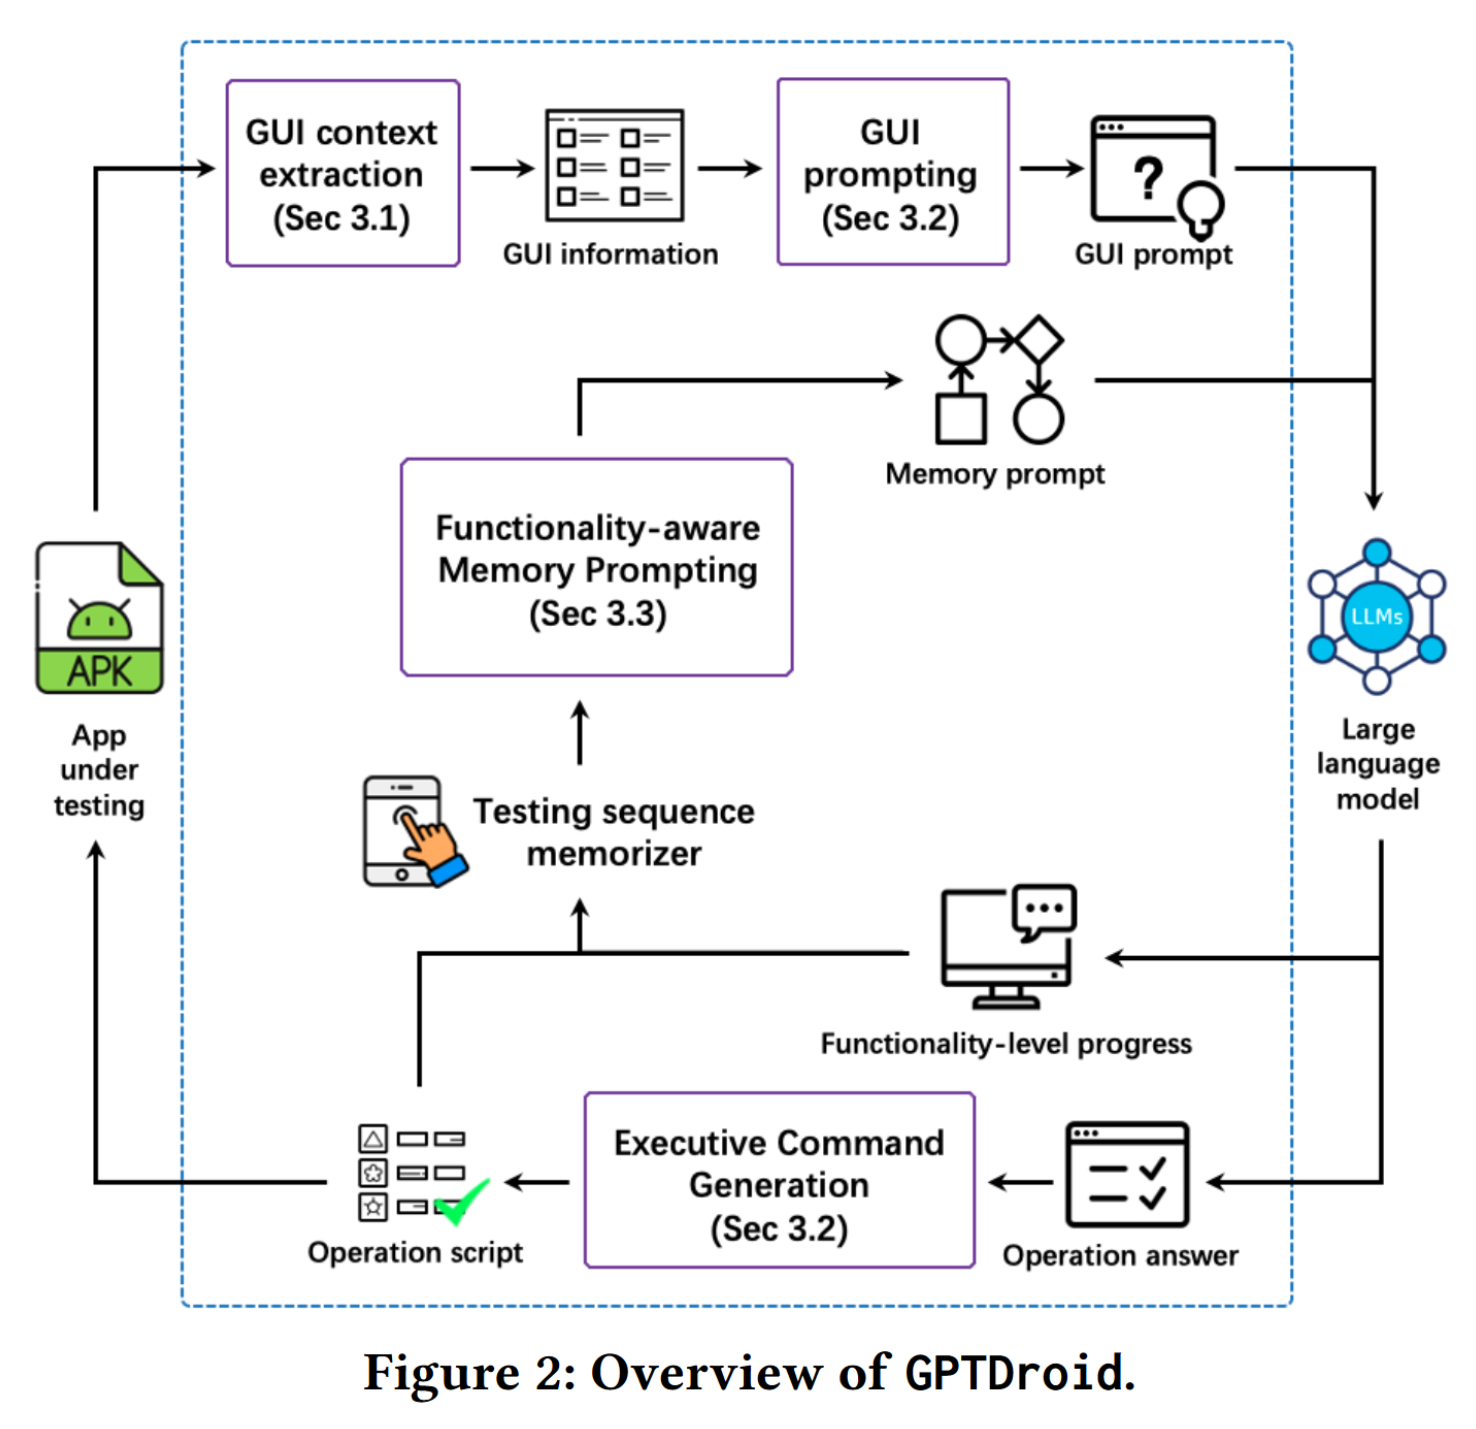 GUI context
extraction
(Sec 3.1)
GUI information
GUI
prompting
(Sec 3.2)
?
GUI prompt
Memory prompt
Functionality-aware
Memory Prompting
(Sec 3.3)
APK
App
under
testing
LLMs
Large
language
model
Testing sequence
memorizer
Functionality-level progress
Executive Command
Generation
(Sec 3.2)
Operation script
Operation answer
Figure 2: Overview of GPTDroid.